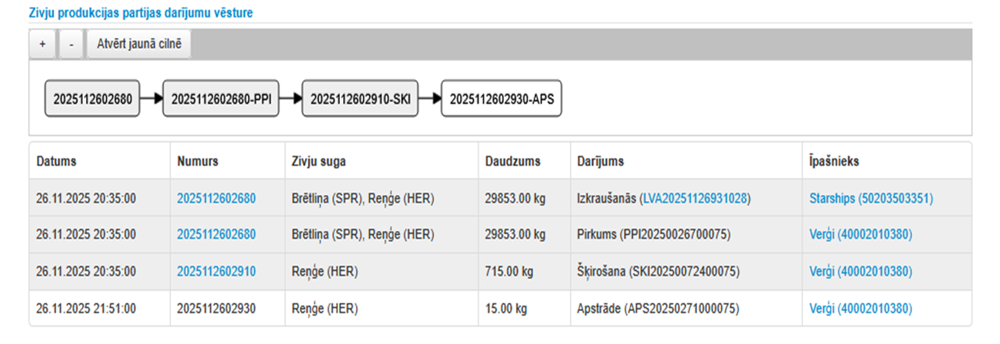 Zivju produkcijas partijas darījumu vēsture
+ - Atvērt jaunā cilnē
2025112602680 2025112602680-PPI 2025112602910-SKI 2025112602930-APS
Datums Numurs Zivju suga Daudzums Darījums Īpašnieks
26.11.2025 20:35:00 2025112602680 Brētliņa (SPR), Reņģe (HER) 29853.00 kg Izkraušanās (LVA20251126931028) Starships (50203503351)
26.11.2025 20:35:00 2025112602680 Brētliņa (SPR), Reņģe (HER) 29853.00 kg Pirkums (PPI20250026700075) Verģi (40002010380)
26.11.2025 20:35:00 2025112602910 Reņģe (HER) 715.00 kg Šķirošana (SKI20250072400075) Verģi (40002010380)
26.11.2025 21:51:00 2025112602930 Reņģe (HER) 15.00 kg Apstrāde (APS20250271000075) Verģi (40002010380)